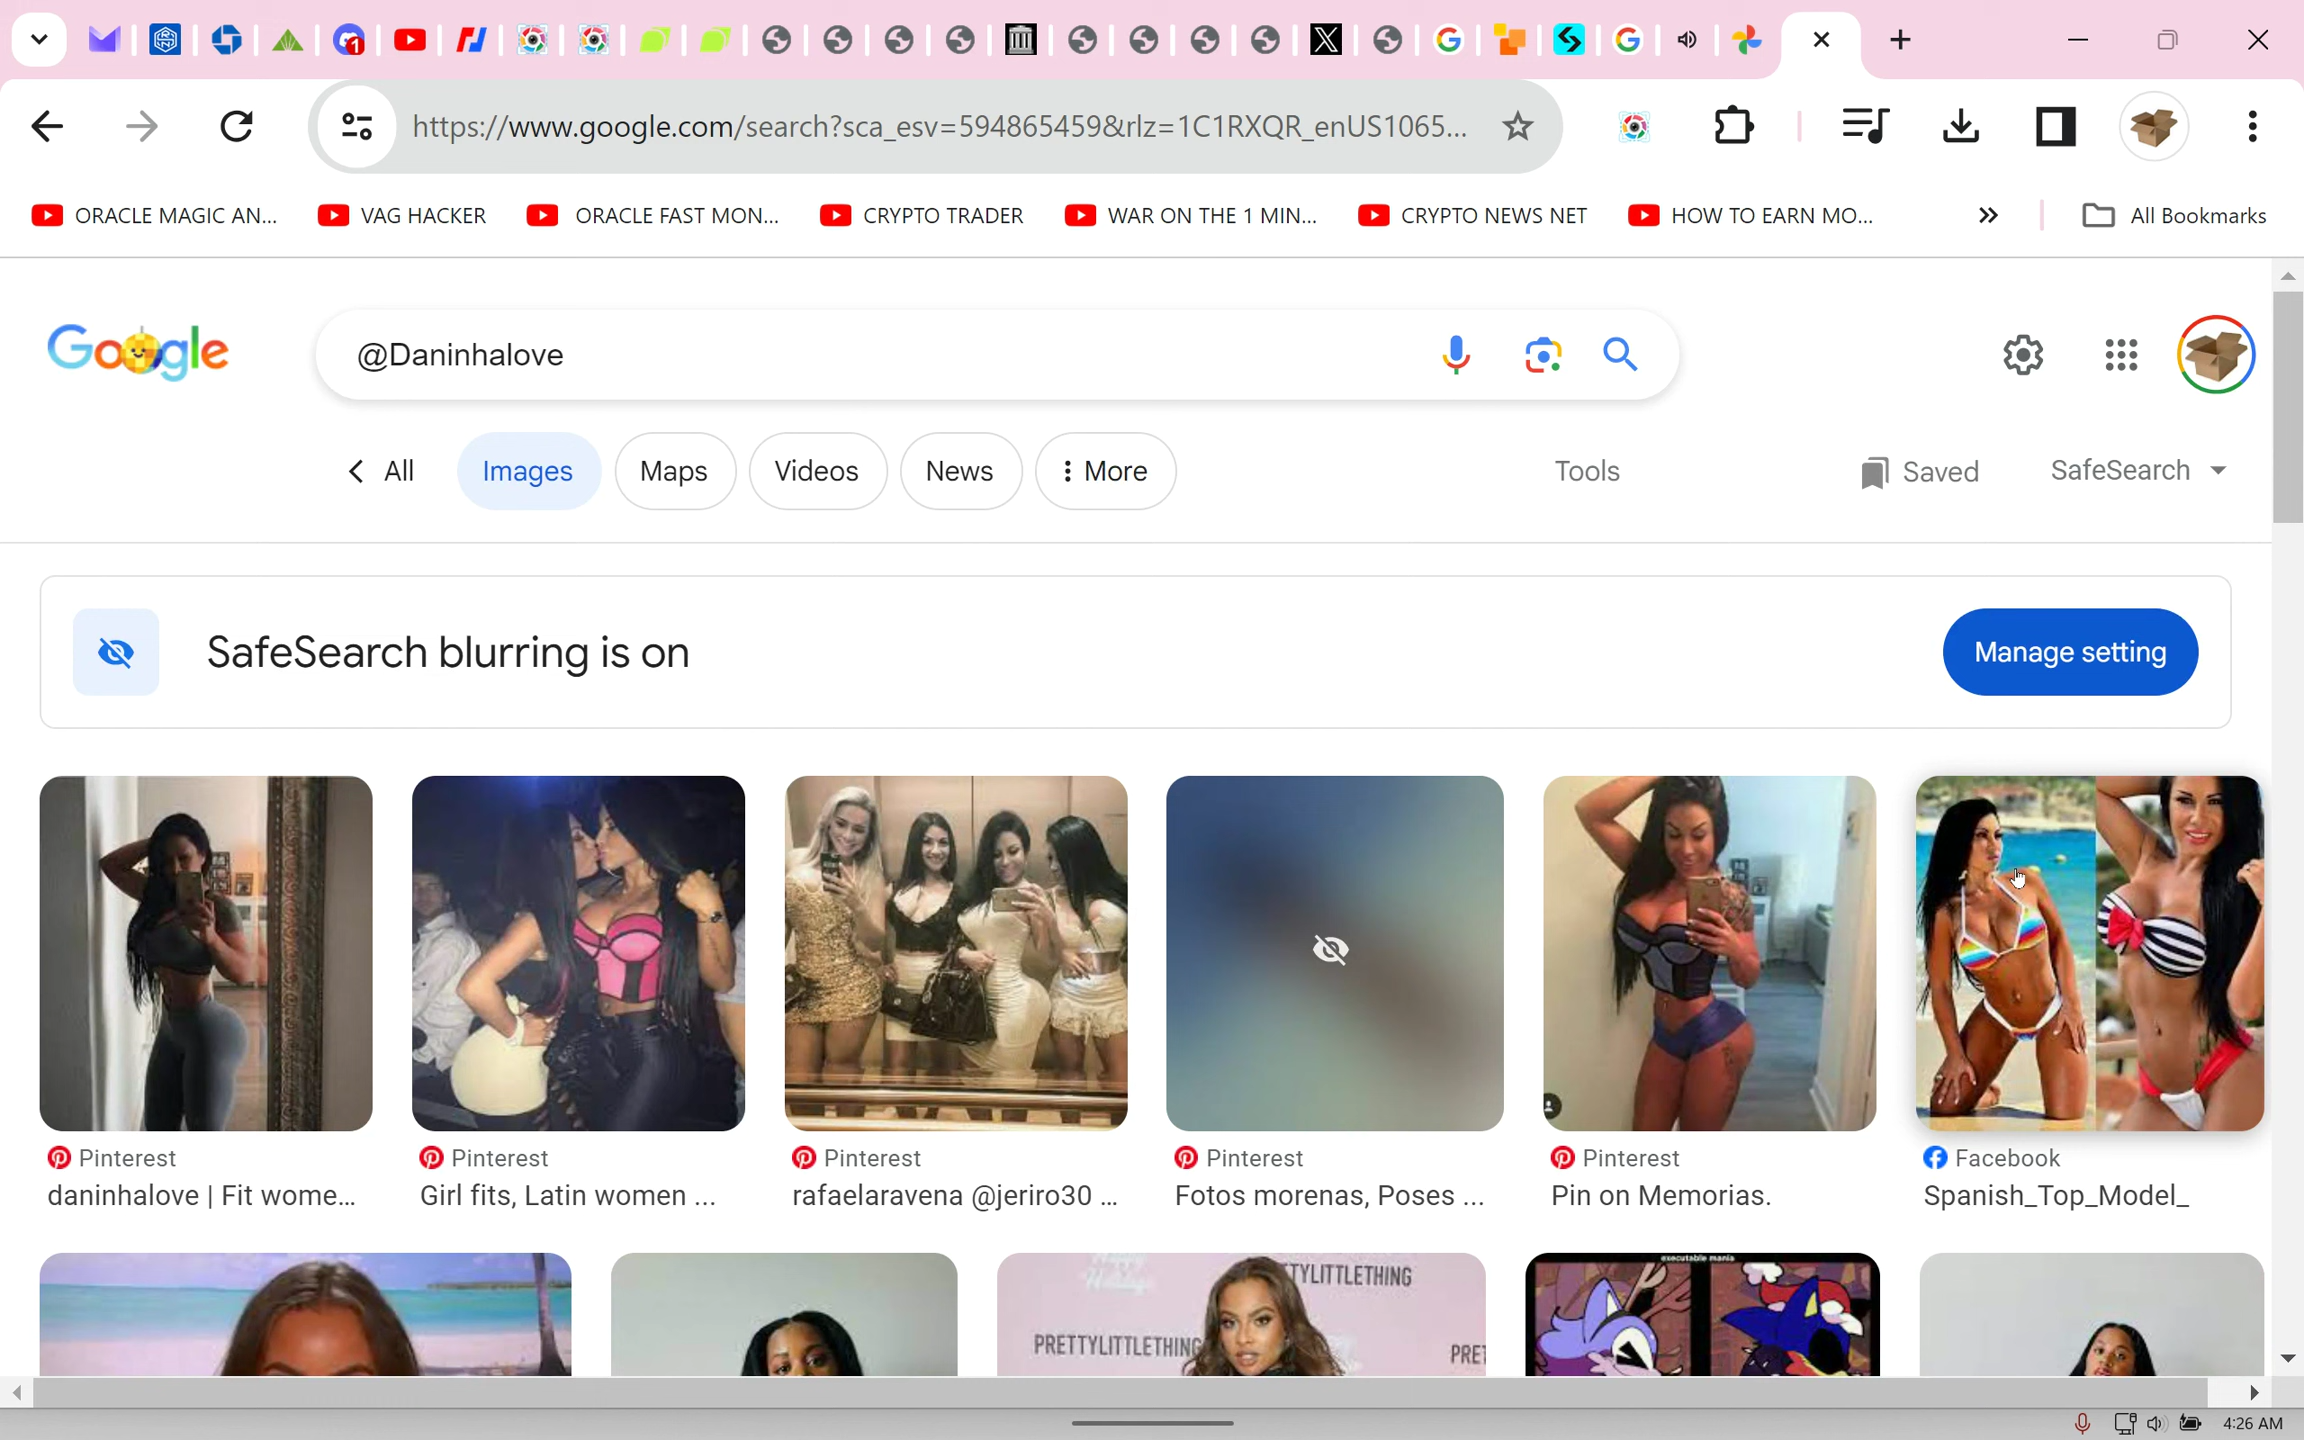 1
https://www.google.com/search?sca_esv=594865459&rlz=1C1RXQR_enUS1065...
ORACLE MAGIC AN... VAG HACKER ORACLE FAST MON... CRYPTO TRADER WAR ON THE 1 MIN... CRYPTO NEWS NET HOW TO EARN MO... » All Bookmarks
Google @Daninhalove
All Images Maps Videos News More Tools Saved SafeSearch
SafeSearch blurring is on Manage setting
Pinterest Pinterest Pinterest Pinterest Pinterest Facebook
daninhalove | Fit wome... Girl fits, Latin women ... rafaelaravena @jeriro30 ... Fotos morenas, Poses ... Pin on Memorias. Spanish_Top_Model_
executable mania
TTYLITTLETHING
PRETTYLITTLETHING PRET
4:26 AM